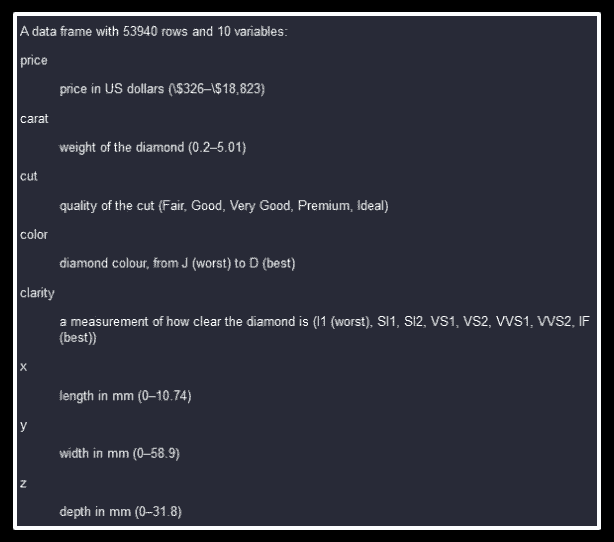 A data frame with 53940 rows and 10 variables:
price
price in US dollars (\$326–\$18,823)
carat
weight of the diamond (0.2–5.01)
cut
quality of the cut (Fair, Good, Very Good, Premium, Ideal)
color
diamond colour, from J (worst) to D (best)
clarity
a measurement of how clear the diamond is (I1 (worst), SI1, SI2, VS1, VS2, VVS1, VVS2, IF
(best))
x
length in mm (0–10.74)
y
width in mm (0–58.9)
z
depth in mm (0–31.8)